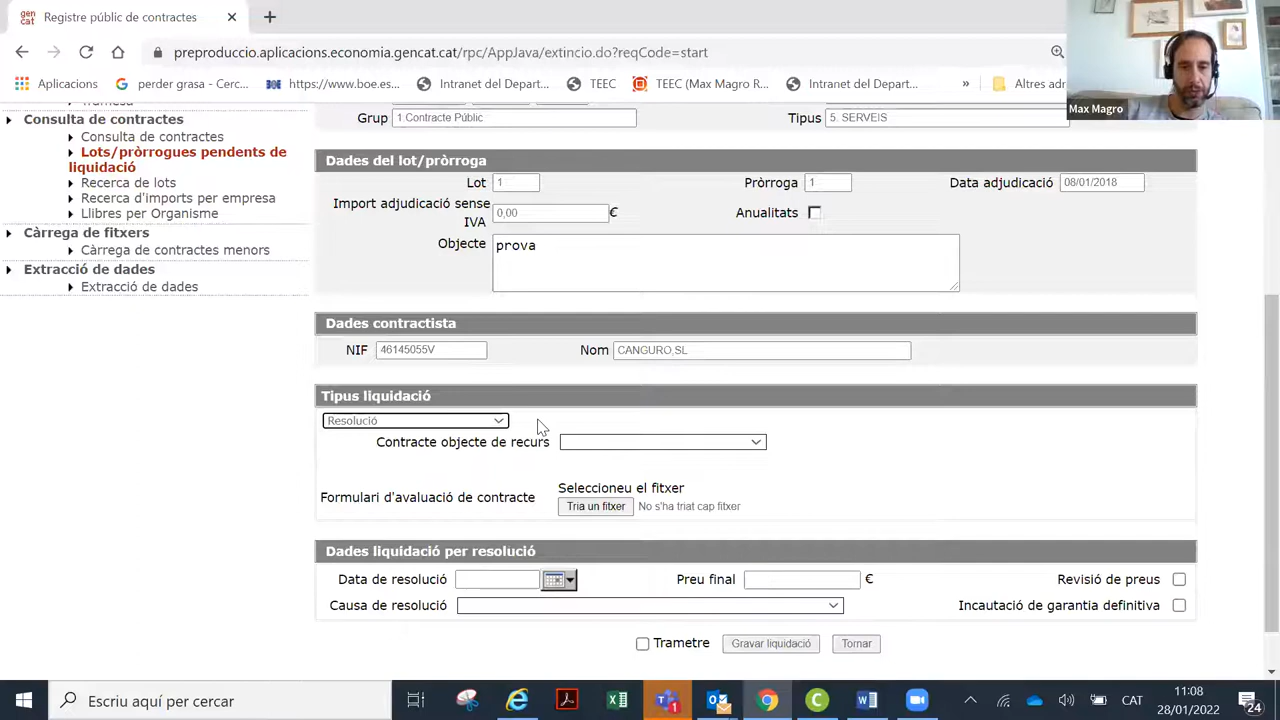 gen
cat
Registre públic de contractes
preproduccio.aplicacions.economia.gencat.cat/rpc/AppJava/extincio.do?reqCode=start
Aplicacions
perder grasa - Cerc...
https://www.boe.es...
Intranet del Depart...
TEEC
TEEC (Max Magro R...
Intranet del Depar...
»
Altres adr
Max Magro
Tramesa
Consulta de contractes
Consulta de contractes
Lots/pròrrogues pendents de
liquidació
Recerca de lots
Recerca d'imports per empresa
Llibres per Organisme
Càrrega de fitxers
Càrrega de contractes menors
Extracció de dades
Extracció de dades
Grup 1.Contracte Públic Tipus 5. SERVEIS
Dades del lot/pròrroga
Lot 1 Pròrroga 1 Data adjudicació 08/01/2018
Import adjudicació sense
IVA 0,00 € Anualitats
Objecte prova
Dades contractista
NIF 46145055V Nom CANGURO,SL
Tipus liquidació
Resolució
Contracte objecte de recurs
Formulari d'avaluació de contracte
Seleccioneu el fitxer
Tria un fitxer No s'ha triat cap fitxer
Dades liquidació per resolució
Data de resolució Preu final € Revisió de preus
Causa de resolució Incautació de garantia definitiva
Trametre Gravar liquidació Tornar
Escriu aquí per cercar
CAT
11:08
28/01/2022
24